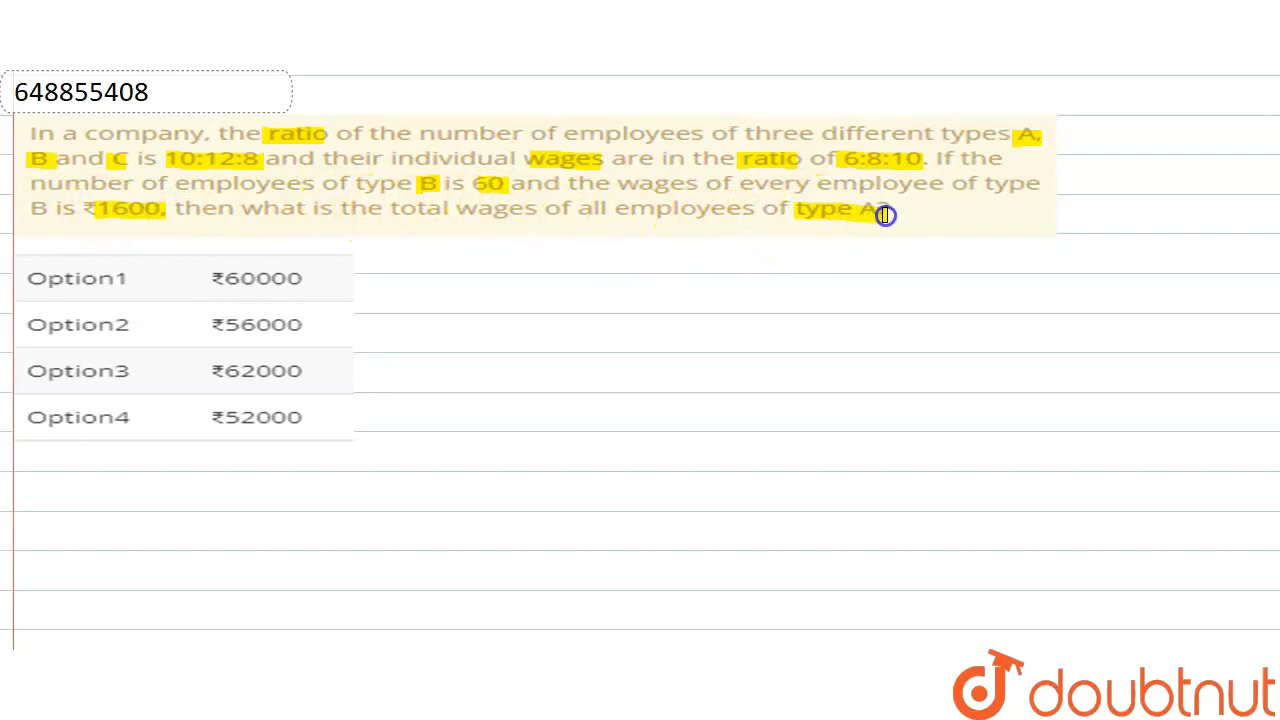 648855408
In a company, the ratio of the number of employees of three different types A,
B and C is 10:12:8 and their individual wages are in the ratio of 6:8:10. If the
number of employees of type B is 60 and the wages of every employee of type
B is ₹1600, then what is the total wages of all employees of type A?
Option1 ₹60000
Option2 ₹56000
Option3 ₹62000
Option4 ₹52000
doubtnut